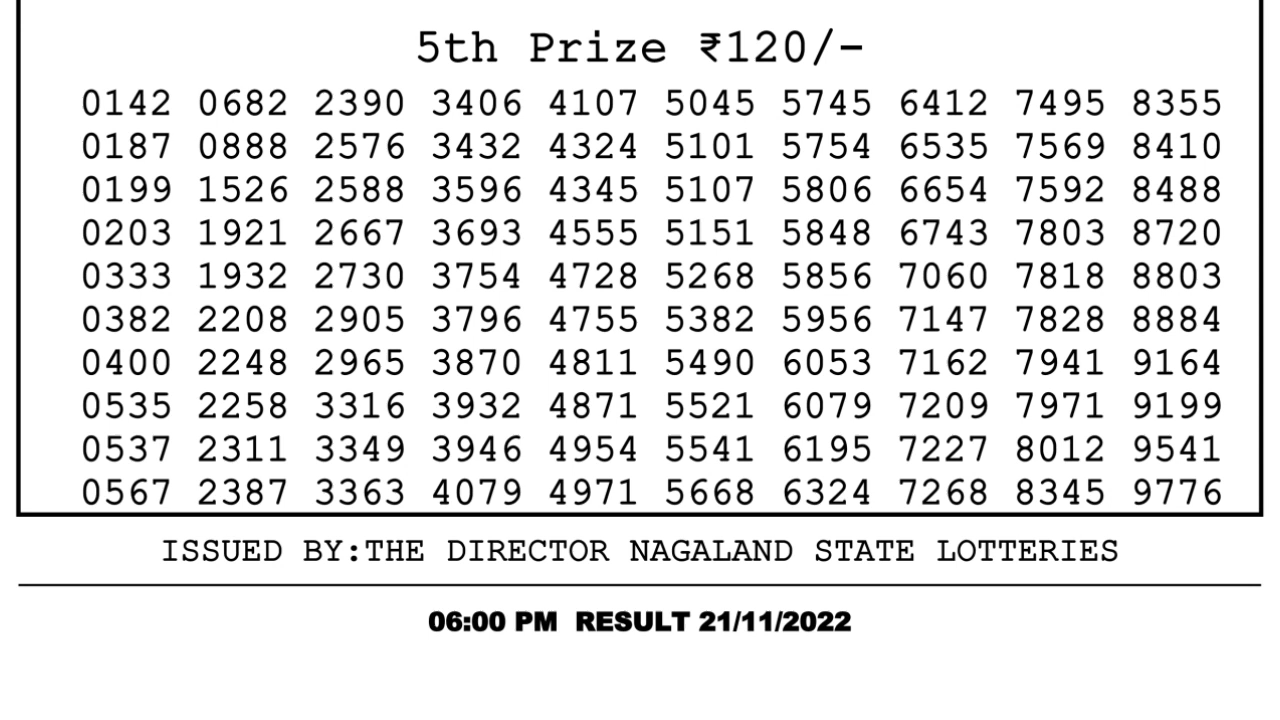 5th Prize ₹120/-
0142 0682 2390 3406 4107 5045 5745 6412 7495 8355
0187 0888 2576 3432 4324 5101 5754 6535 7569 8410
0199 1526 2588 3596 4345 5107 5806 6654 7592 8488
0203 1921 2667 3693 4555 5151 5848 6743 7803 8720
0333 1932 2730 3754 4728 5268 5856 7060 7818 8803
0382 2208 2905 3796 4755 5382 5956 7147 7828 8884
0400 2248 2965 3870 4811 5490 6053 7162 7941 9164
0535 2258 3316 3932 4871 5521 6079 7209 7971 9199
0537 2311 3349 3946 4954 5541 6195 7227 8012 9541
0567 2387 3363 4079 4971 5668 6324 7268 8345 9776
ISSUED BY:THE DIRECTOR NAGALAND STATE LOTTERIES
06:00 PM RESULT 21/11/2022